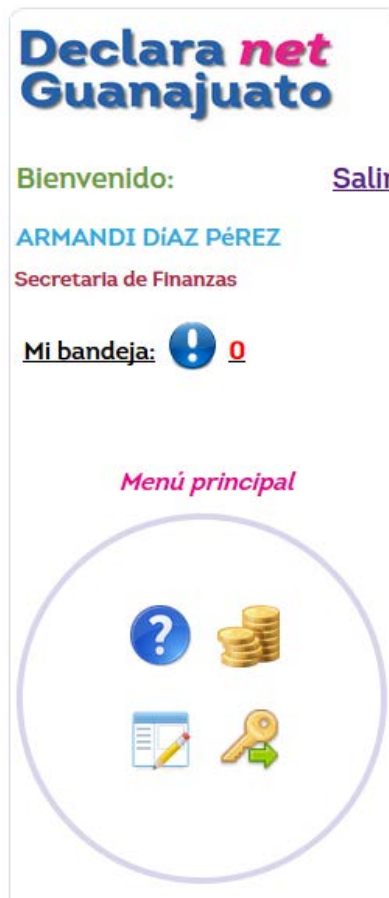 Declara net
Guanajuato
Bienvenido:
ARMANDI DíAZ PéREZ
Secretaria de Finanzas
Mi bandeja: 0
Menú principal